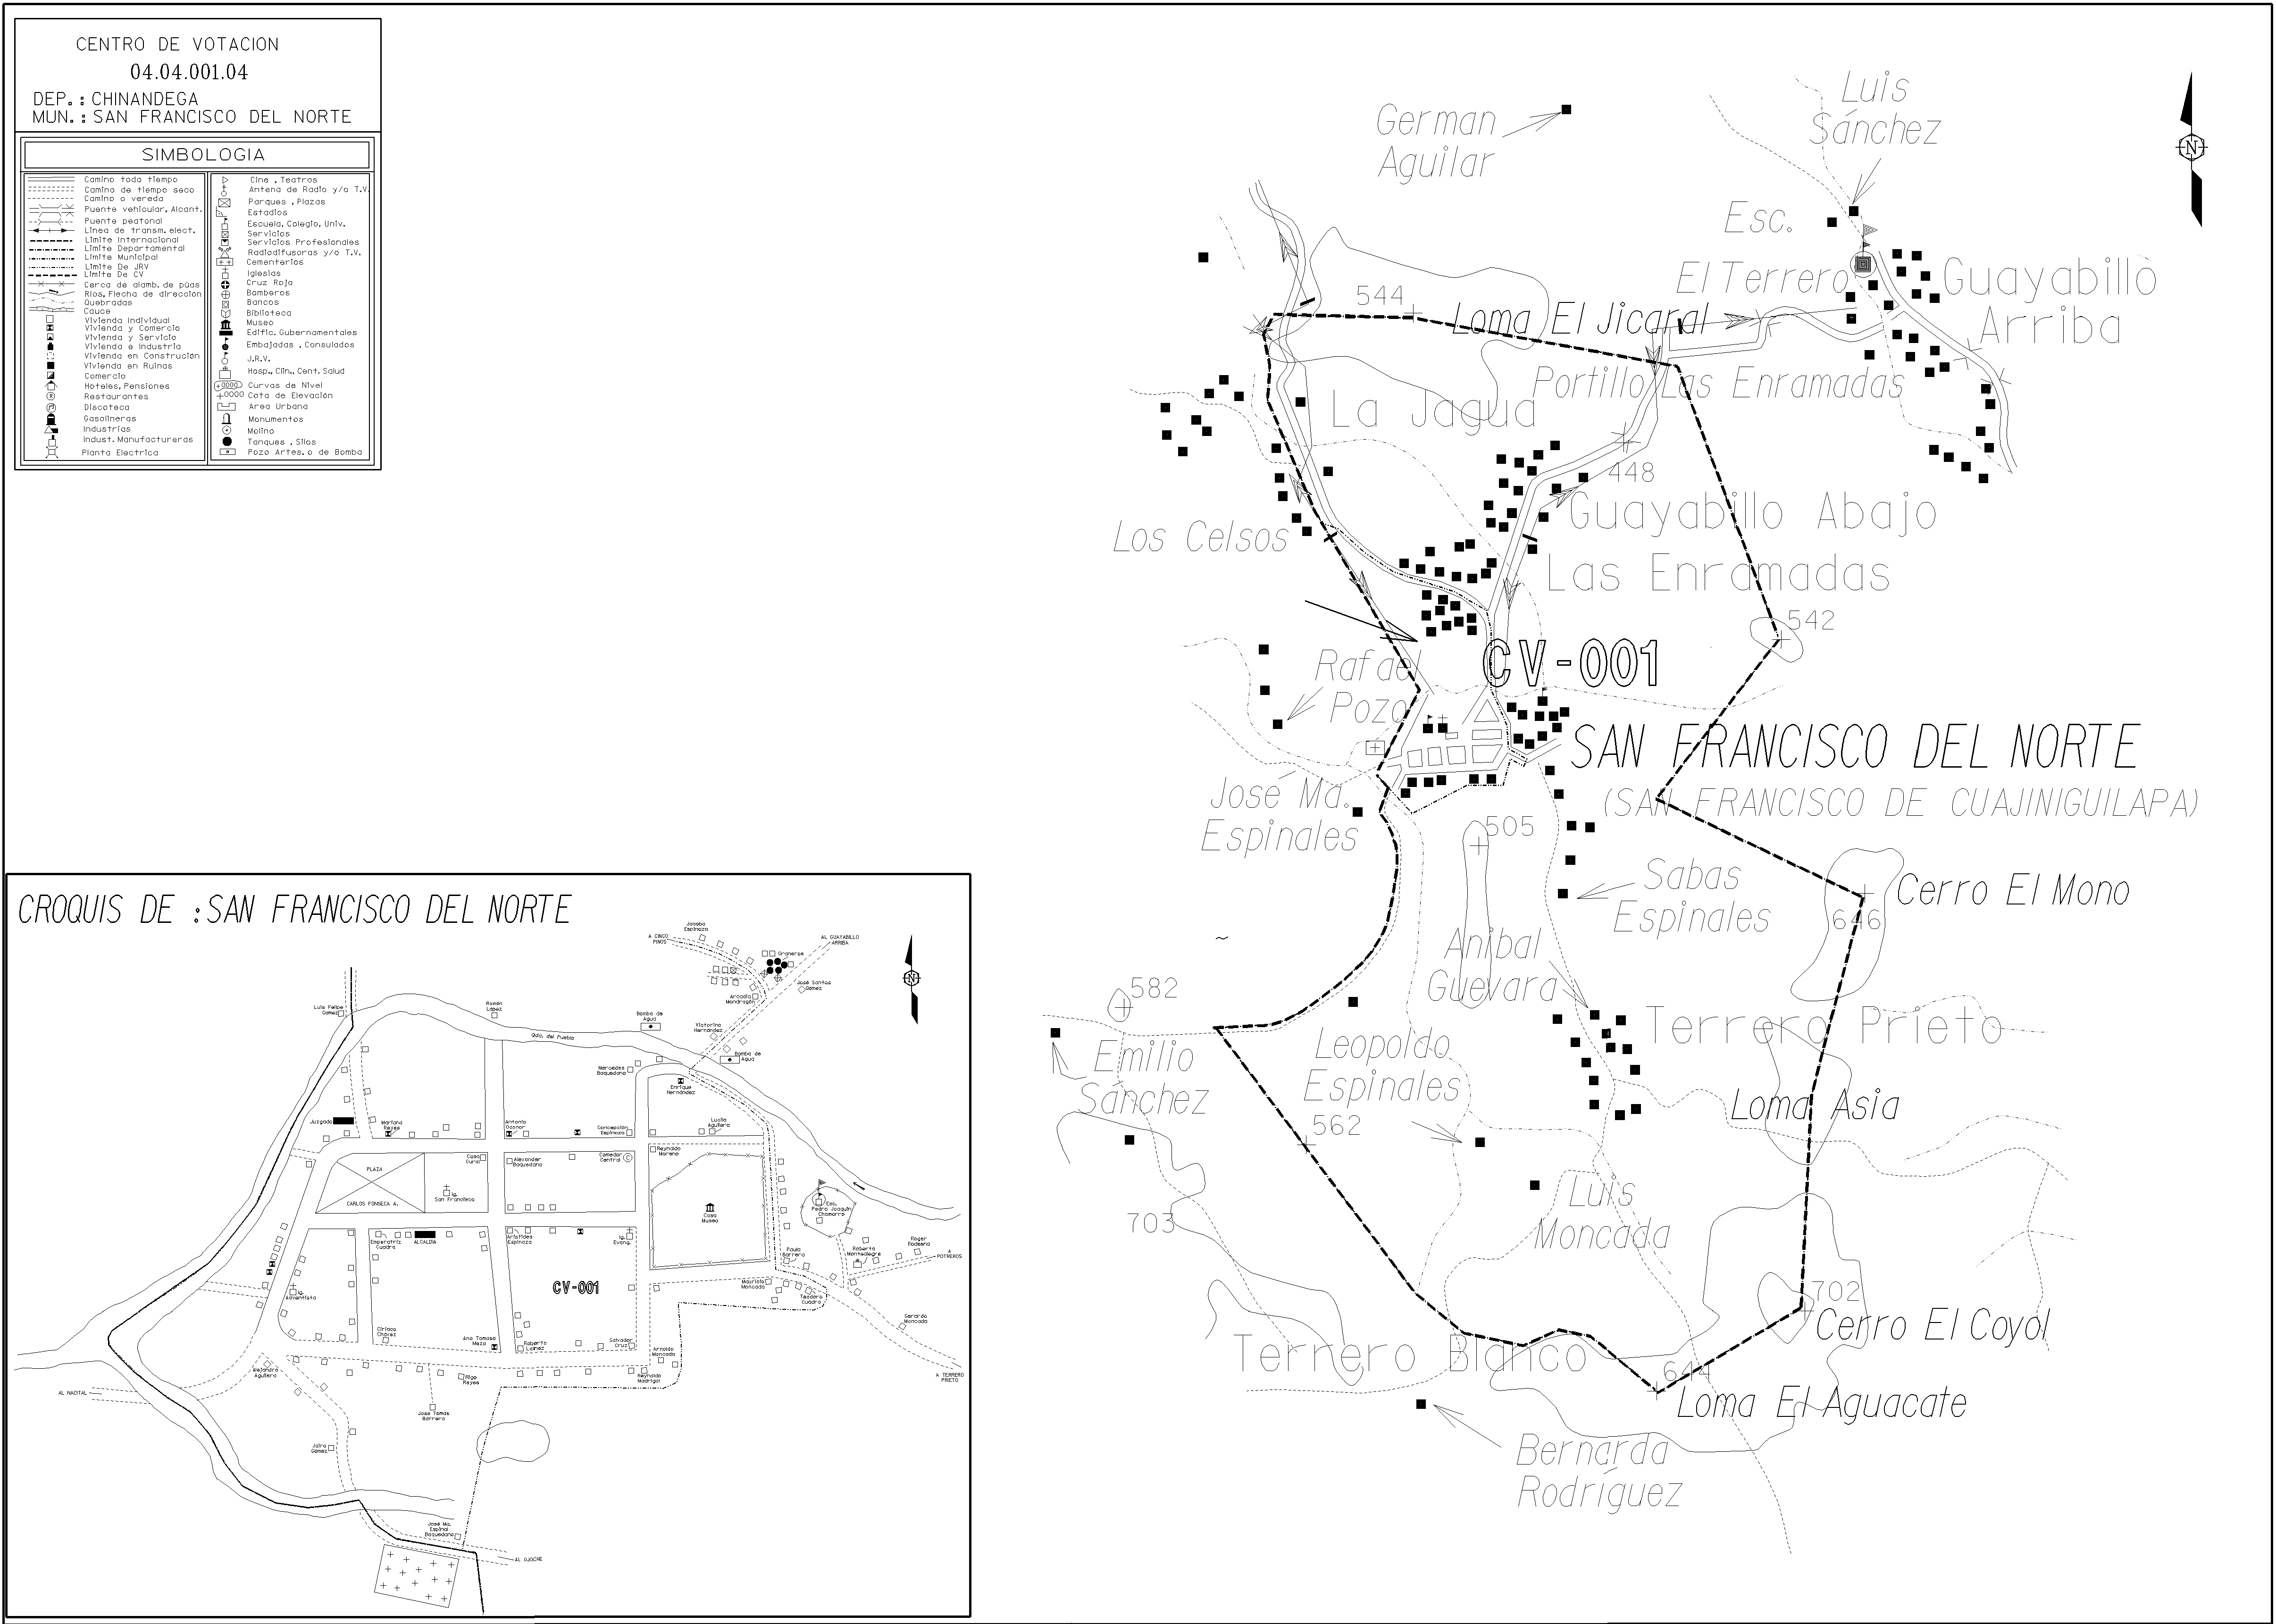 CENTRO DE VOTACION
04.04.001.04
DEP.: CHINANDEGA
MUN.: SAN FRANCISCO DEL NORTE
SIMBOLOGIA
Camino todo tiempo
Camino de tiempo seco
Camino o vereda
Puente vehicular, Alcant.
Puente peatonal
Linea de transm. elect.
Limite Internacional
Limite Departamental
Limite Municipal
Limite De JRV
Limite De CV
Cerca de alamb. de púas
Ríos, Flecha de dirección
Quebradas
Cauce
Vivienda Individual
Vivienda y Comercio
Vivienda y Servicio
Vivienda e Industria
Vivienda en Construción
Vivienda en Ruinas
Comercio
Hoteles, Pensiones
Restaurantes
Discoteca
Gasolineras
Industrias
Indust. Manufactureras
Planta Electrica
Cine , Teatros
Antena de Radio y/o T.V.
Parques , Plazas
Estadios
Escuela, Colegio, Univ.
Servicios
Servicios Profesionales
Radiodifusoras y/o T.V.
Cementerios
Iglesias
Cruz Roja
Bomberos
Bancos
Biblioteca
Museo
Edific. Gubernamentales
Embajadas , Consulados
J.R.V.
Hosp., Clin., Cent. Salud
Curvas de Nivel
Cota de Elevación
Area Urbana
Monumentos
Molino
Tanques , Silos
Pozo Artes. o de Bomba
German
Aguilar
Luis
Sánchez
N
Esc.
El Terrero
Guayabillo
Arriba
544
Loma El Jicaral
Portillo Las Enramadas
La Jagua
448
Guayabillo Abajo
Los Celsos
Las Enramadas
542
CV-001
Rafael
Pozo
SAN FRANCISCO DEL NORTE
(SAN FRANCISCO DE CUAJINIGUILAPA)
José Ma.
Espinales
505
Sabas
Espinales
Cerro El Mono
646
Anibal
Guevara
582
Terrero Prieto
Emilio
Sánchez
Leopoldo
Espinales
Loma Asia
562
703
Luis
Moncada
702
Cerro El Coyol
Terrero Blanco
644
Loma El Aguacate
Bernarda
Rodríguez
CROQUIS DE :SAN FRANCISCO DEL NORTE
Jacoba
Espinoza
A CINCO
PINOS
AL GUAYABILLO
ARRIBA
Graneros
N
José Santos
Gómez
Arcadia
Mondragón
Luis Felipe
Gomez
Ramón
López
Bomba de
Agua
Victorino
Hernández
Qda. del Pueblo
Bomba de
Agua
Mercedes
Baquedano
Enrique
Hernández
Juzgado
Mariana
Reyes
Antonio
Concepción
Espinoza
Lucila
Aguilera
Casa
Cural
Alexander
Baquedano
Comedor
Central
Reynaldo
Moreno
PLAZA
CARLOS FONSECA A.
Ig.
San Francisco
Casa
Museo
Esc.
Pedro Joaquín
Chamorro
Emperatriz
Cuadra
ALCALDIA
Arístides
Espinoza
Ig.
Evang.
Paula
Barrera
Roberto
Montedegra
Roger
Rodezno
A
POTREROS
CV-001
Mauricio
Moncada
Teodora
Cuadra
Ig.
Adventista
Gerardo
Moncada
Ciriaco
Chávez
Ana Tomasa
Meza
Roberto
Laínez
Salvador
Cruz
Arnoldo
Moncada
Alejandro
Aguilera
Rigo
Reyes
Reynaldo
Madrigal
A TERRERO
PRIETO
AL NACITAL
José Tomás
Barrera
Jairo
Gómez
José Ma.
Espinal
Baquedano
AL OJOCHE